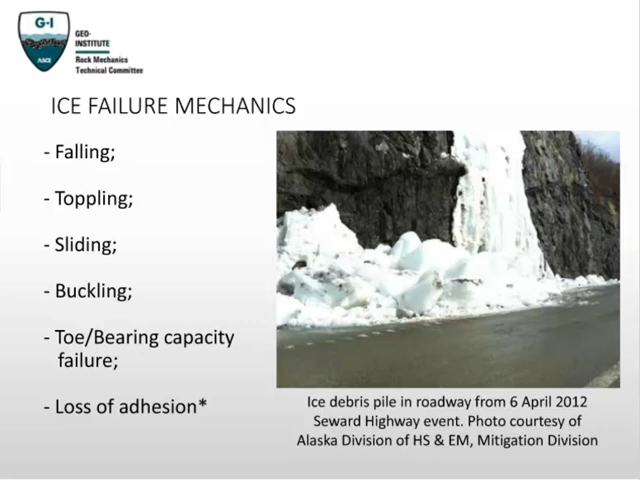 G-I
ASCE
GEO-
INSTITUTE
Rock Mechanics
Technical Committee
ICE FAILURE MECHANICS
- Falling;
- Toppling;
- Sliding;
- Buckling;
- Toe/Bearing capacity
failure;
- Loss of adhesion*
Ice debris pile in roadway from 6 April 2012
Seward Highway event. Photo courtesy of
Alaska Division of HS & EM, Mitigation Division